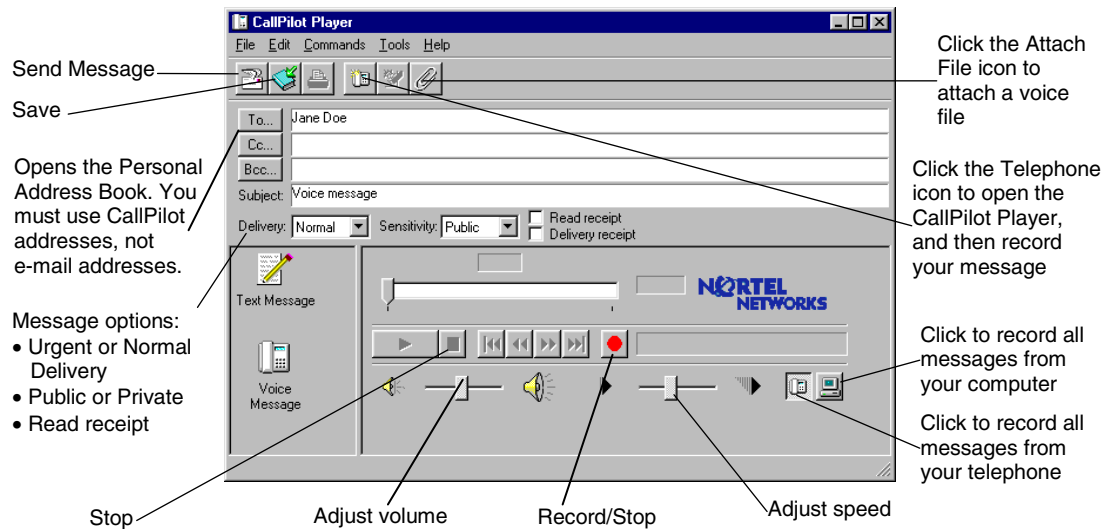 CallPilot Player
File Edit Commands Tools Help
Send Message
Save
Click the Attach
File icon to
attach a voice
file
To... Jane Doe
Cc...
Bcc...
Subject: Voice message
Opens the Personal
Address Book. You
must use CallPilot
addresses, not
e-mail addresses.
Click the Telephone
icon to open the
CallPilot Player,
and then record
your message
Delivery: Normal Sensitivity: Public Read receipt
Delivery receipt
Text Message
NORTEL
NETWORKS
Message options:
• Urgent or Normal
Delivery
• Public or Private
• Read receipt
Voice
Message
Click to record all
messages from
your computer
Click to record all
messages from
your telephone
Stop
Adjust volume
Record/Stop
Adjust speed